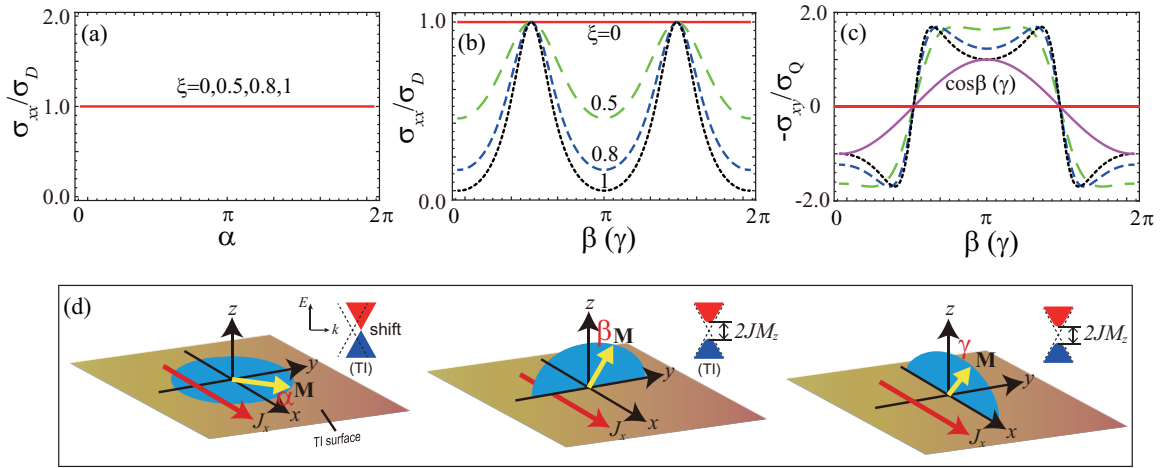 (a)
σxx/σD
2.0
1.0
0.0
ξ=0,0.5,0.8,1
0
π
2π
α
(b)
σxx/σD
1.0
0.0
ξ=0
0.5
0.8
1
0
π
2π
β (γ)
(c)
-σxy/σQ
2.0
0
-2.0
cosβ (γ)
0
π
2π
β (γ)
(d)
z
E
k
shift
(TI)
y
M
α
x
Jx
TI surface
z
β M
2JMz
(TI)
y
x
Jx
z
γ
M
2JMz
y
x
Jx